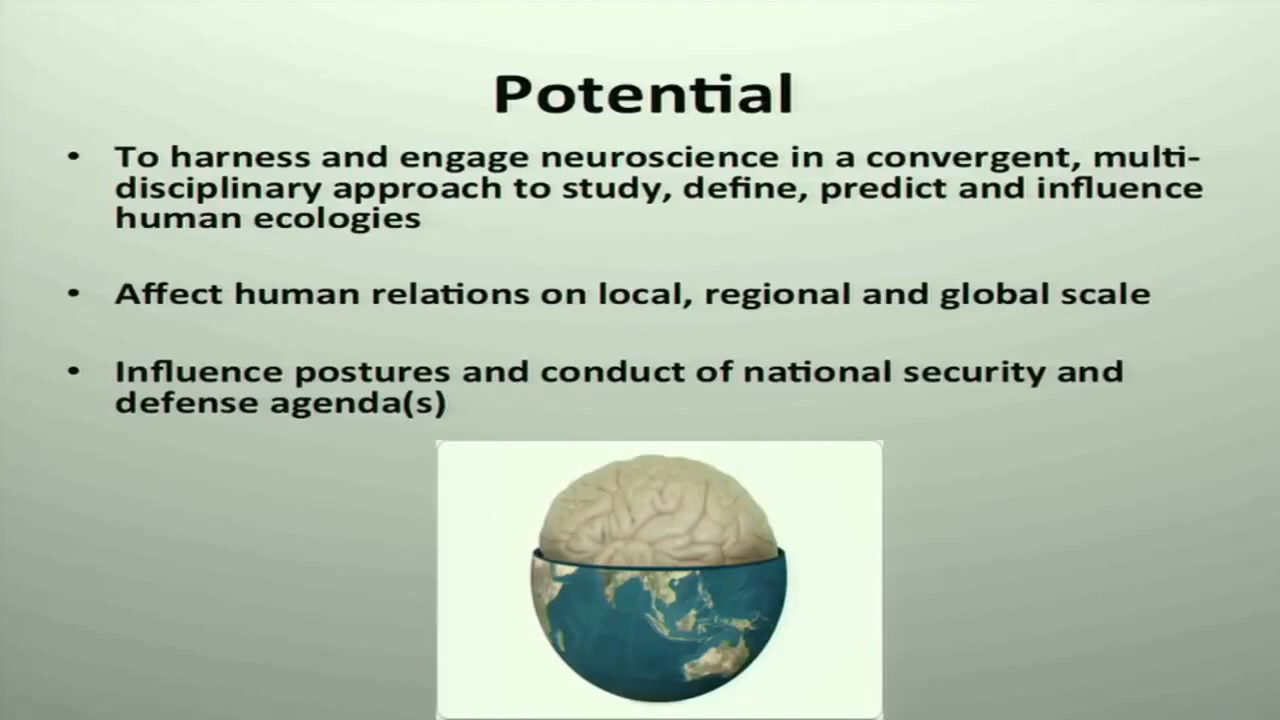 Potential
• To harness and engage neuroscience in a convergent, multi-
disciplinary approach to study, define, predict and influence
human ecologies
• Affect human relations on local, regional and global scale
• Influence postures and conduct of national security and
defense agenda(s)